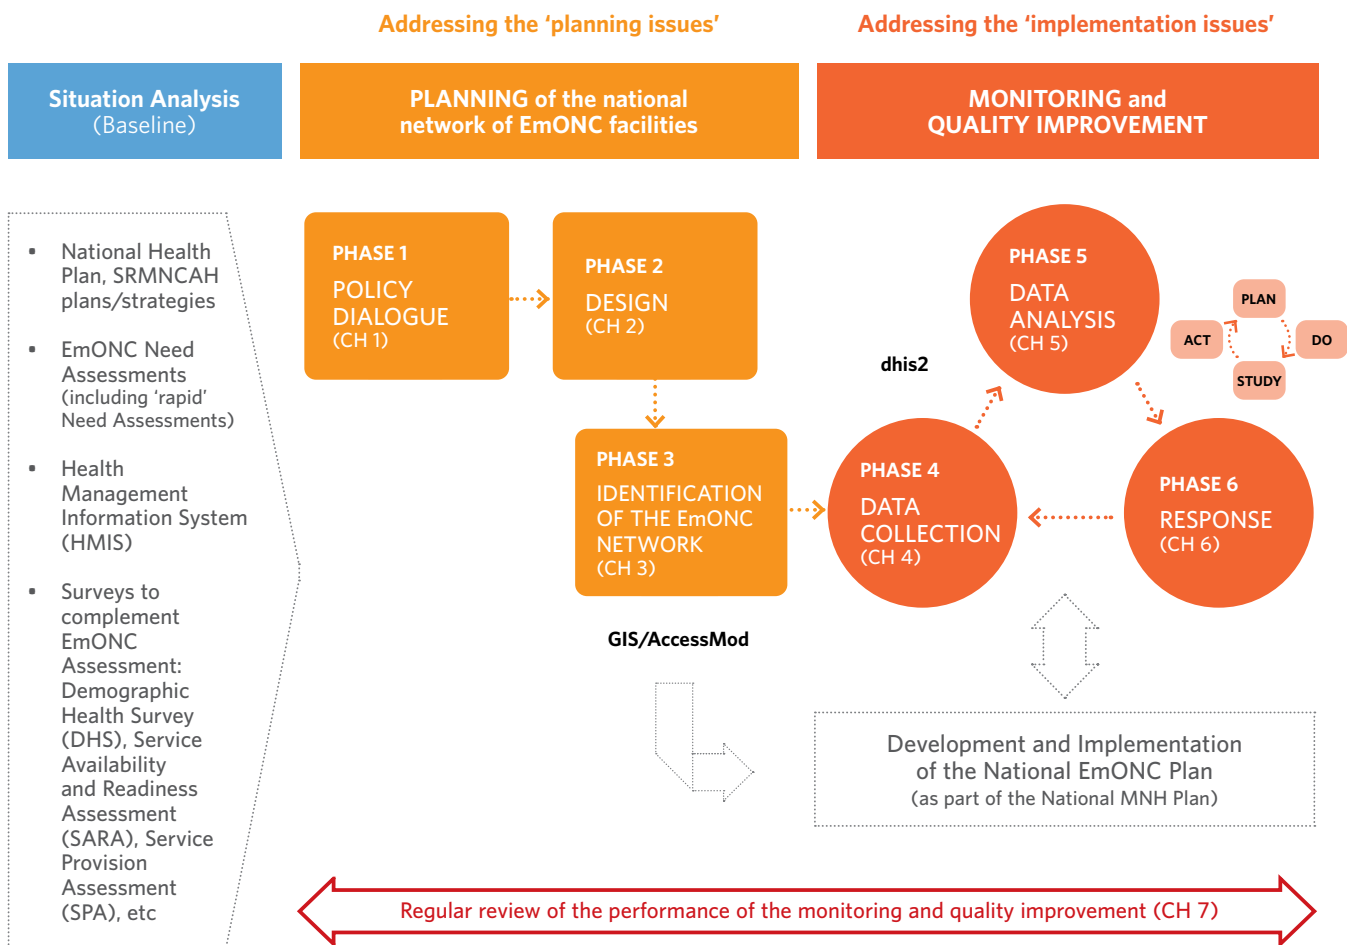 Addressing the ‘planning issues’
Addressing the ‘implementation issues’
Situation Analysis
(Baseline)
PLANNING of the national
network of EmONC facilities
MONITORING and
QUALITY IMPROVEMENT
▪ National Health
Plan, SRMNCAH
plans/strategies
▪ EmONC Need
Assessments
(including ‘rapid’
Need Assessments)
▪ Health
Management
Information System
(HMIS)
▪ Surveys to
complement
EmONC
Assessment:
Demographic
Health Survey
(DHS), Service
Availability
and Readiness
Assessment
(SARA), Service
Provision
Assessment
(SPA), etc
PHASE 1
POLICY
DIALOGUE
(CH 1)
PHASE 2
DESIGN
(CH 2)
PHASE 3
IDENTIFICATION
OF THE EmONC
NETWORK
(CH 3)
GIS/AccessMod
dhis2
PHASE 4
DATA
COLLECTION
(CH 4)
PHASE 5
DATA
ANALYSIS
(CH 5)
PLAN
ACT
DO
STUDY
PHASE 6
RESPONSE
(CH 6)
Development and Implementation
of the National EmONC Plan
(as part of the National MNH Plan)
Regular review of the performance of the monitoring and quality improvement (CH 7)